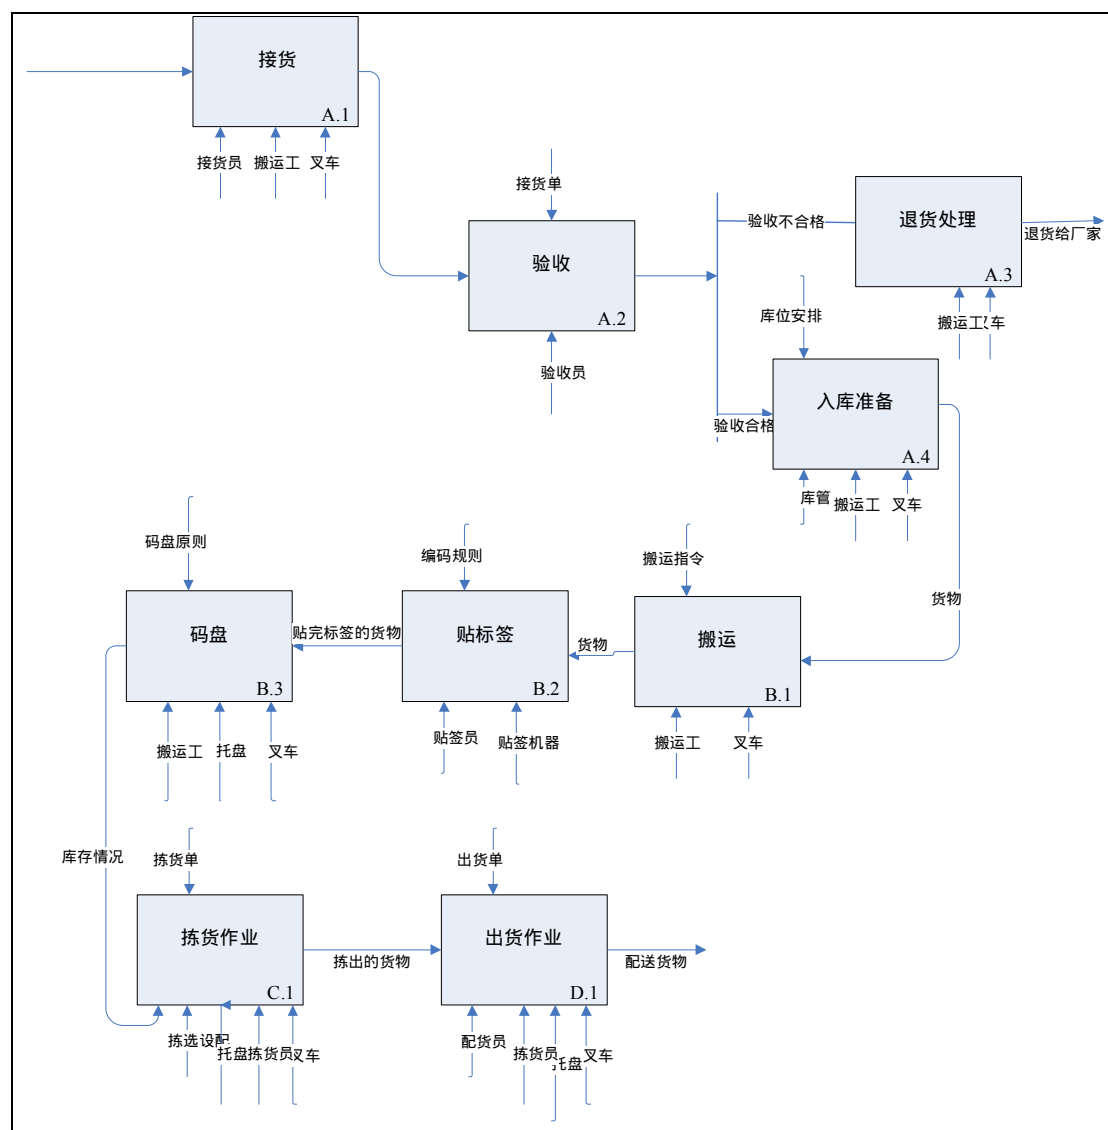 接货
A.1
接货员
搬运工
叉车
接货单
验收
A.2
验收员
验收不合格
退货处理
A.3
退货给厂家
搬运工
叉车
库位安排
验收合格
入库准备
A.4
库管
搬运工
叉车
货物
搬运指令
搬运
B.1
搬运工
叉车
货物
编码规则
贴标签
B.2
贴签员
贴签机器
贴完标签的货物
码盘原则
码盘
B.3
搬运工
托盘
叉车
库存情况
拣货单
拣货作业
C.1
拣选设配
托盘
拣货员
叉车
拣出的货物
出货单
出货作业
D.1
配货员
拣货员
托盘
叉车
配送货物